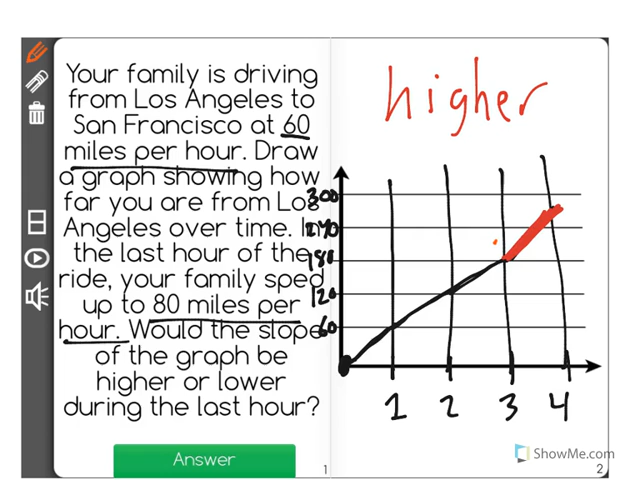 Your family is driving
from Los Angeles to
San Francisco at 60
miles per hour. Draw
a graph showing how
far you are from Los
Angeles over time. In
the last hour of the
ride, your family sped
up to 80 miles per
hour. Would the slope
of the graph be
higher or lower
during the last hour?
Answer
1
higher
300
240
180
120
60
1 2 3 4
ShowMe.com
2